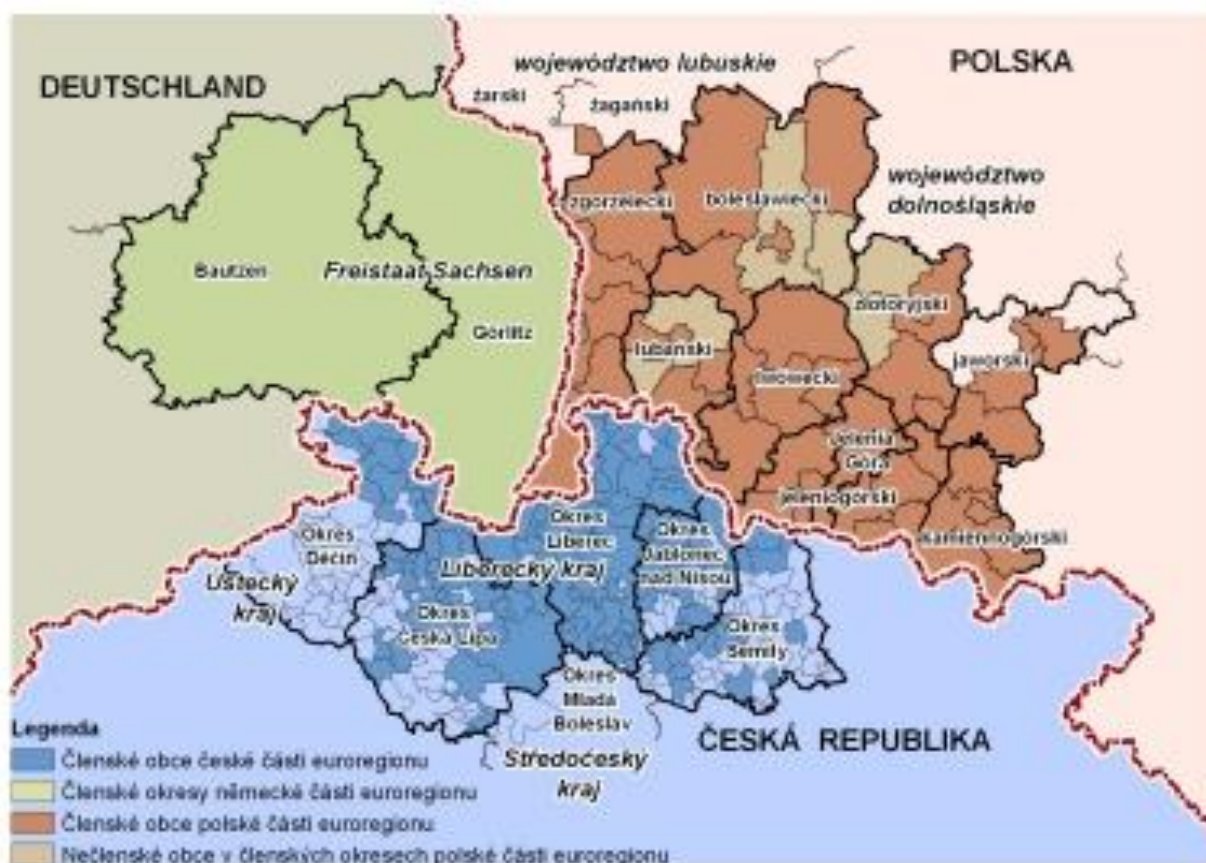 DEUTSCHLAND
województwo lubuskie
POLSKA
żarski
żagański
województwo
dolnośląskie
zgorzelecki
bolesławiecki
Bautzen
Freistaat Sachsen
Görlitz
złotoryjski
lubański
lwówecki
jaworski
Jelenia
Góra
jeleniogórski
kamiennogórski
Okres
Děčín
Okres
Liberec
Okres
Jablonec
nad Nisou
Ústecký
kraj
Liberecký kraj
Okres
Česká Lípa
Okres
Semily
Okres
Mladá
Boleslav
Středočeský
kraj
ČESKÁ REPUBLIKA
Legenda
Členské obce české části euroregionu
Členské okresy německé části euroregionu
Členské obce polské části euroregionu
Nečlenské obce v členských okresech polské části euroregionu